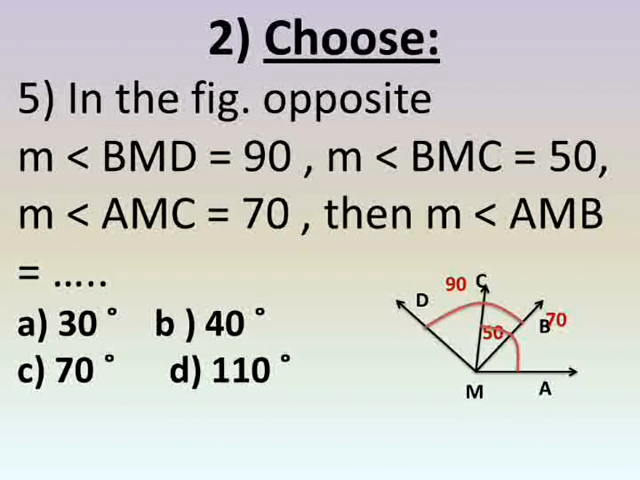 2) Choose:
5) In the fig. opposite
m < BMD = 90 , m < BMC = 50,
m < AMC = 70 , then m < AMB
= .....
a) 30 ° b ) 40 °
c) 70 ° d) 110 °
90 C
D
50 B 70
M A